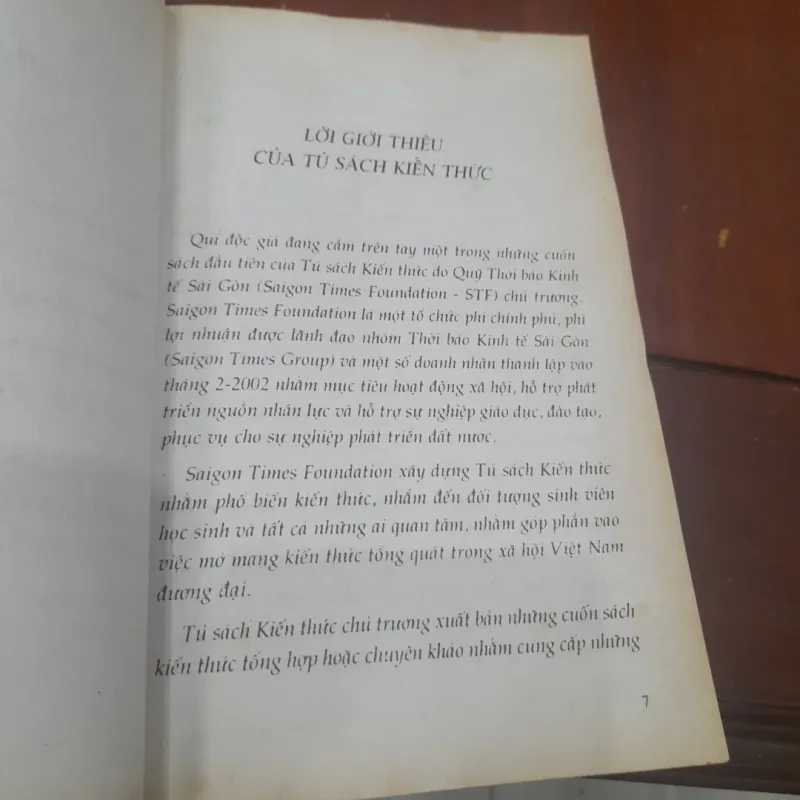 LỜI GIỚI THIỆU
CỦA TỦ SÁCH KIẾN THỨC
Quí độc giả đang cầm trên tay một trong những cuốn
sách đầu tiên của Tủ sách Kiến thức do Quỹ Thời báo Kinh
tế Sài Gòn (Saigon Times Foundation - STF) chủ trương.
Saigon Times Foundation là một tổ chức phi chính phủ, phi
lợi nhuận được lãnh đạo nhóm Thời báo Kinh tế Sài Gòn
(Saigon Times Group) và một số doanh nhân thành lập vào
tháng 2-2002 nhằm mục tiêu hoạt động xã hội, hỗ trợ phát
triển nguồn nhân lực và hỗ trợ sự nghiệp giáo dục, đào tạo,
phục vụ cho sự nghiệp phát triển đất nước.
Saigon Times Foundation xây dựng Tủ sách Kiến thức
nhằm phổ biến kiến thức, nhắm đến đối tượng sinh viên
học sinh và tất cả những ai quan tâm, nhằm góp phần vào
việc mở mang kiến thức tổng quát trong xã hội Việt Nam
đương đại.
Tủ sách Kiến thức chủ trương xuất bản những cuốn sách
kiến thức tổng hợp hoặc chuyên khảo nhằm cung cấp những
7